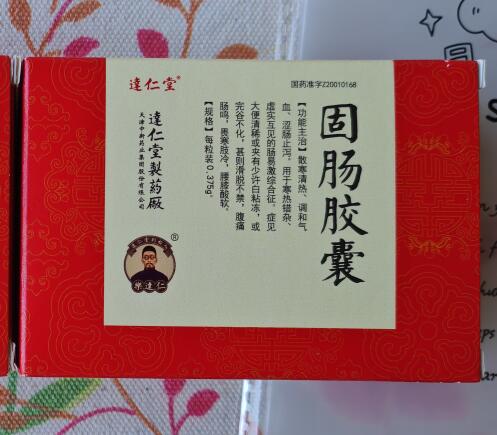 達仁堂®
国药准字Z20010168
固肠胶囊
【功能主治】散寒清热、调和气
血、涩肠止泻。用于寒热错杂、
虚实互见的肠易激综合征。症见
大便清稀或夹有少许白粘冻，或
完谷不化，甚则滑脱不禁，腹痛
肠鸣，畏寒肢冷，腰膝酸软。
【规格】每粒装0.375g。
達仁堂製药厰
天津中新药业集团股份有限公司
®
樂達仁